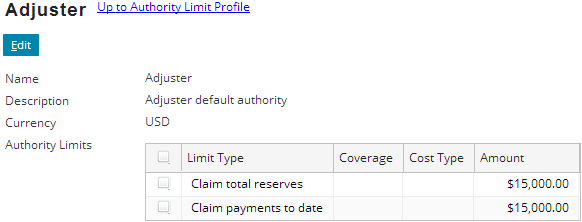 Adjuster Up to Authority Limit Profile
Edit
Name Adjuster
Description Adjuster default authority
Currency USD
Authority Limits
Limit Type Coverage Cost Type Amount
Claim total reserves $15,000.00
Claim payments to date $15,000.00